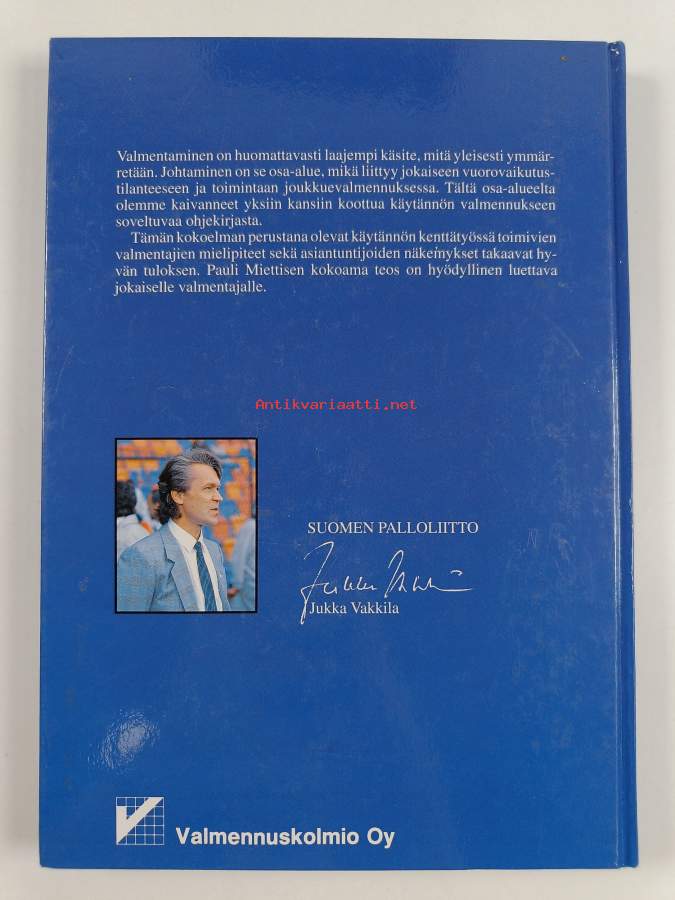 Valmentaminen on huomattavasti laajempi käsite, mitä yleisesti ymmär-
retään. Johtaminen on se osa-alue, mikä liittyy jokaiseen vuorovaikutus-
tilanteeseen ja toimintaan joukkuevalmennuksessa. Tältä osa-alueelta
olemme kaivanneet yksiin kansiin koottua käytännön valmennukseen
soveltuvaa ohjekirjasta.
Tämän kokoelman perustana olevat käytännön kenttätyössä toimivien
valmentajien mielipiteet sekä asiantuntijoiden näkemykset takaavat hy-
vän tuloksen. Pauli Miettisen kokoama teos on hyödyllinen luettava
jokaiselle valmentajalle.
Antikvariaatti.net
SUOMEN PALLOLIITTO
Jukka Vakkila
Valmennuskolmio Oy